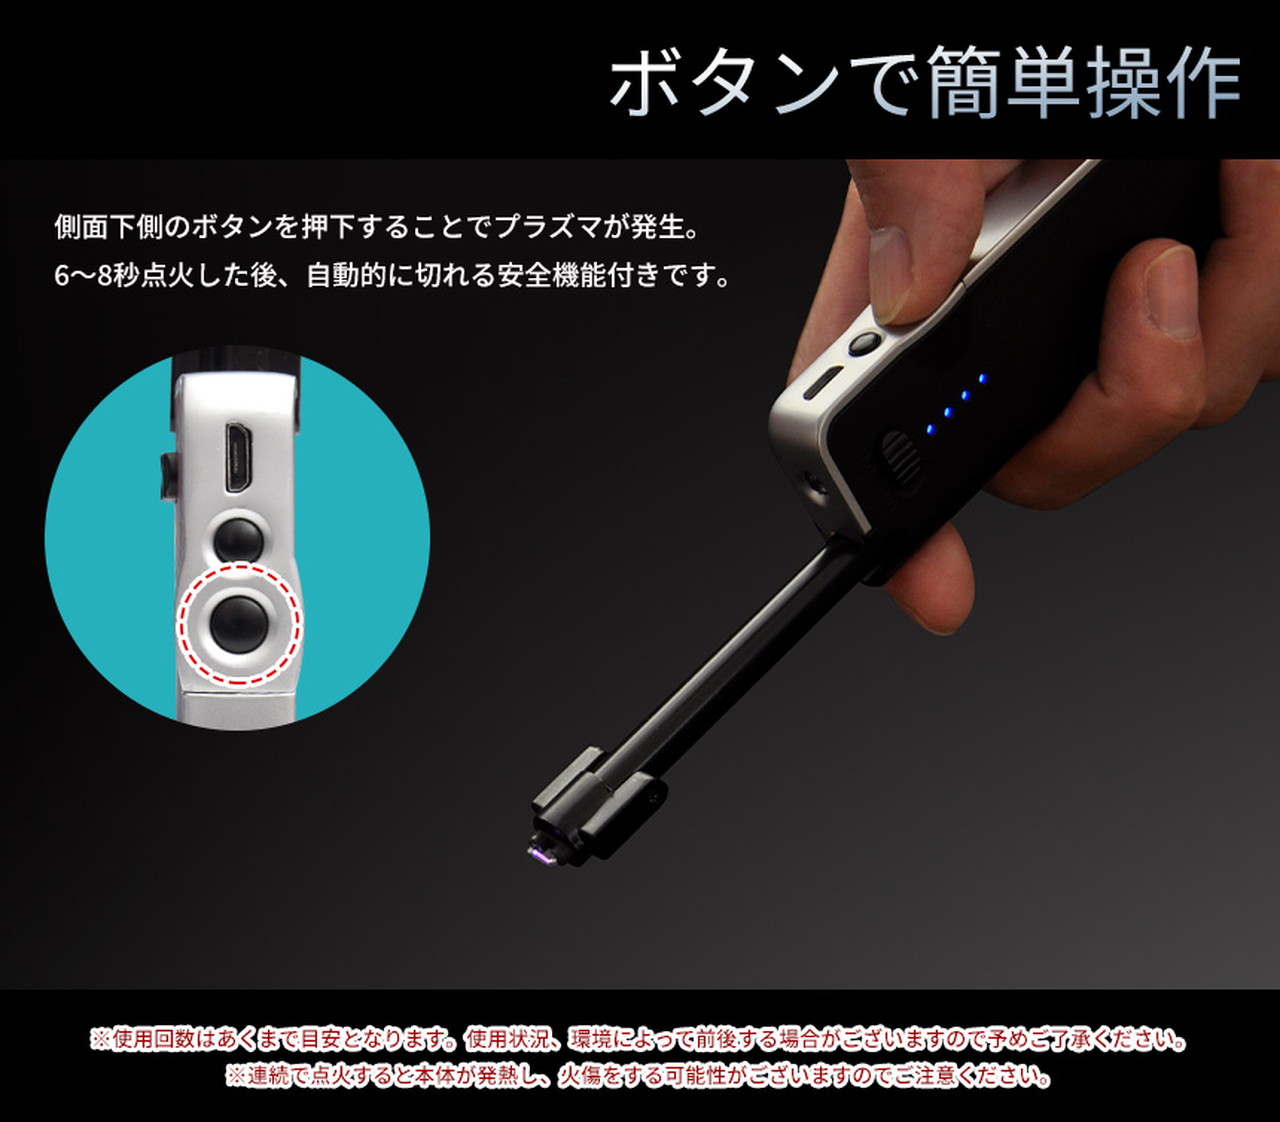 ボタンで簡単操作
側面下側のボタンを押下することでプラズマが発生。
6～8秒点火した後、自動的に切れる安全機能付きです。
※使用回数はあくまで目安となります。使用状況、環境によって前後する場合がございますので予めご了承ください。
※連続で点火すると本体が発熱し、火傷をする可能性がございますのでご注意ください。